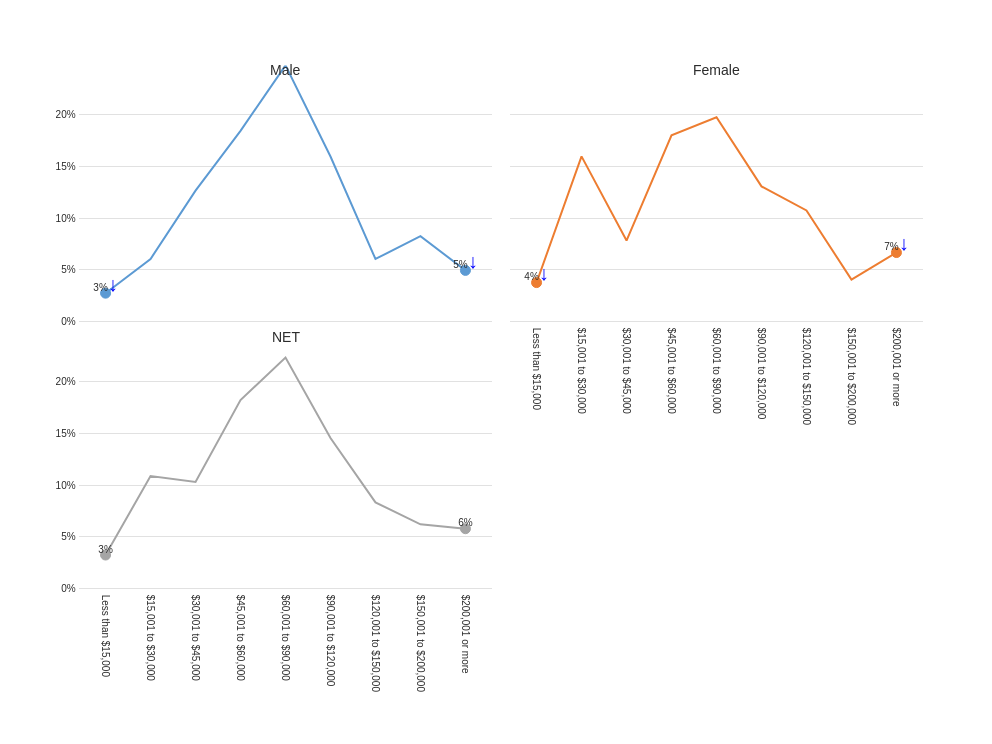 Male
20%
15%
10%
5%
0%
3%↓
5%↓
Female
4%↓
7%↓
Less than $15,000
$15,001 to $30,000
$30,001 to $45,000
$45,001 to $60,000
$60,001 to $90,000
$90,001 to $120,000
$120,001 to $150,000
$150,001 to $200,000
$200,001 or more
NET
20%
15%
10%
5%
0%
3%
6%
Less than $15,000
$15,001 to $30,000
$30,001 to $45,000
$45,001 to $60,000
$60,001 to $90,000
$90,001 to $120,000
$120,001 to $150,000
$150,001 to $200,000
$200,001 or more